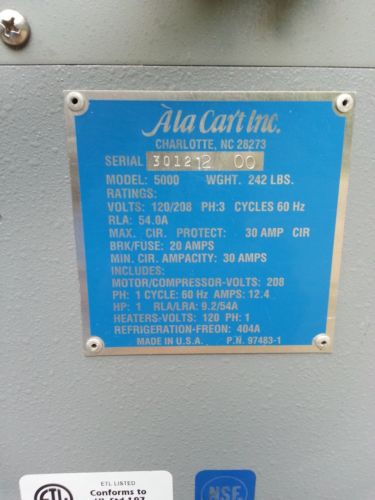 Àla Cart Inc.
CHARLOTTE, NC 28273
SERIAL 301212 00
MODEL: 5000 WGHT. 242 LBS.
RATINGS:
VOLTS: 120/208 PH:3 CYCLES 60 Hz
RLA: 54.0A
MAX. CIR. PROTECT: 30 AMP CIR
BRK/FUSE: 20 AMPS
MIN. CIR. AMPACITY: 30 AMPS
INCLUDES:
MOTOR/COMPRESSOR-VOLTS: 208
PH: 1 CYCLE: 60 Hz AMPS: 12.4
HP: 1 RLA/LRA: 9.2/54A
HEATERS-VOLTS: 120 PH: 1
REFRIGERATION-FREON: 404A
MADE IN U.S.A. P.N. 97483-1
ETL LISTED
Conforms to
ETL
NSF